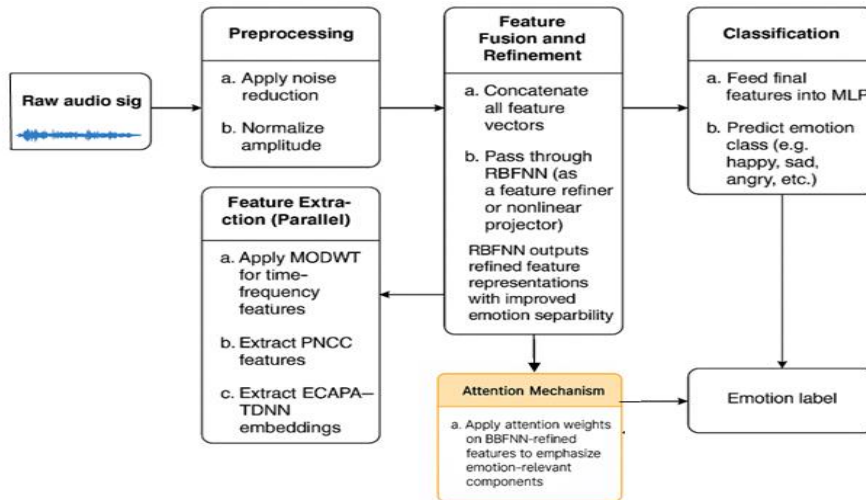 Raw audio sig
Preprocessing
a. Apply noise
reduction
b. Normalize
amplitude
Feature Extra-
ction (Parallel)
a. Apply MODWT
for time-
frequency
features
b. Extract PNCC
features
c. Extract ECAPA–
TDNN
embeddings
Feature
Fusion annd
Refinement
a. Concatenate
all feature
vectors
b. Pass through
RBFNN (as
a feature refiner
or nonlinear
projector)
RBFNN outputs
refined feature
representations
with improved
emotion separbility
Attention Mechanism
a. Apply attention weights
on BBFNN-refined
features to emphasize
emotion-relevant
components
Classification
a. Feed final
features into MLP
b. Predict emotion
class (e.g.
happy, sad,
angry, etc.)
Emotion label